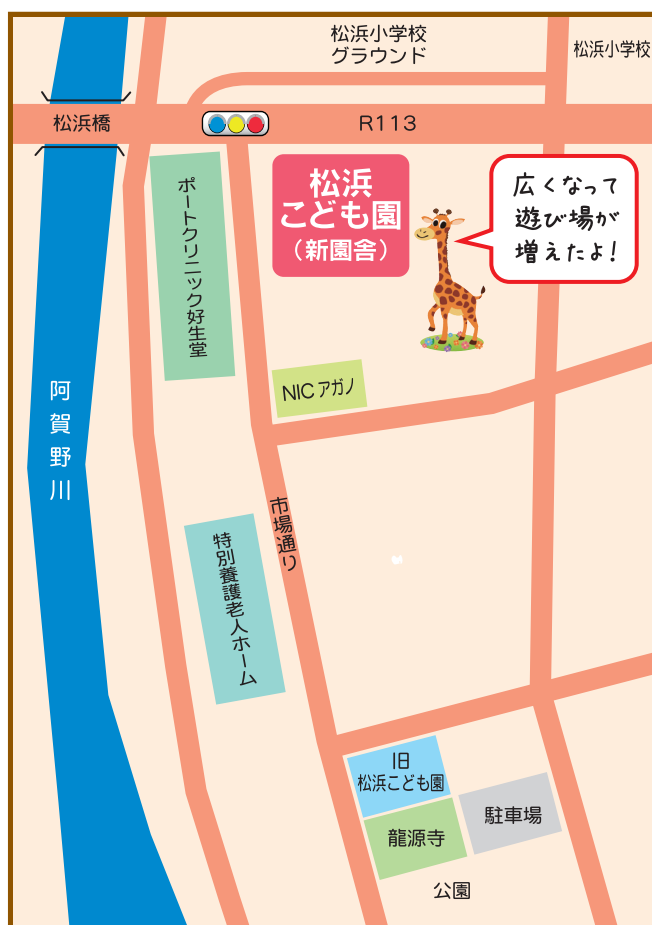 松浜小学校
グラウンド
松浜小学校
松浜橋
R113
松浜
こども園
（新園舎）
広くなって
遊び場が
増えたよ！
ポートクリニック好生堂
NIC アガノ
阿賀野川
市場通り
特別養護老人ホーム
旧
松浜こども園
駐車場
龍源寺
公園